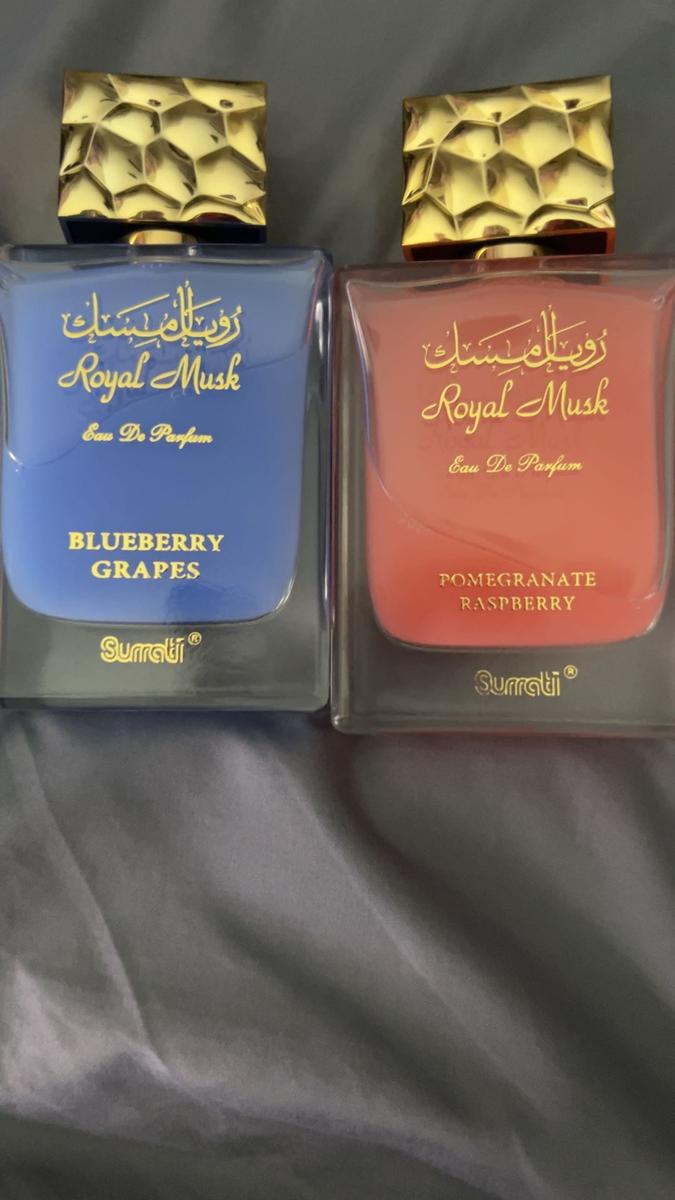 رويال مسك
Royal Musk
Eau De Parfum
BLUEBERRY
GRAPES
Surrati®
رويال مسك
Royal Musk
Eau De Parfum
POMEGRANATE
RASPBERRY
Surrati®